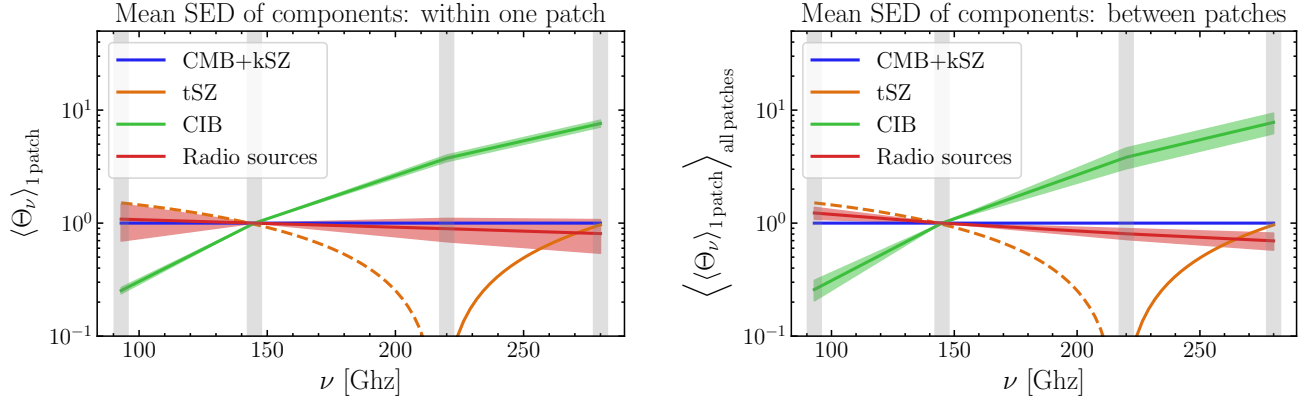 Mean SED of components: within one patch
CMB+kSZ
tSZ
CIB
Radio sources
⟨Θν⟩1 patch
10¹
10⁰
10⁻¹
100 150 200 250
ν [Ghz]
Mean SED of components: between patches
CMB+kSZ
tSZ
CIB
Radio sources
⟨⟨Θν⟩1 patch⟩all patches
10¹
10⁰
10⁻¹
100 150 200 250
ν [Ghz]